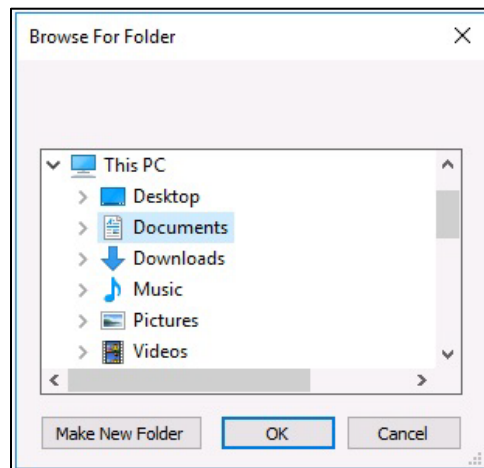 Browse For Folder
This PC
Desktop
Documents
Downloads
Music
Pictures
Videos
Make New Folder OK Cancel